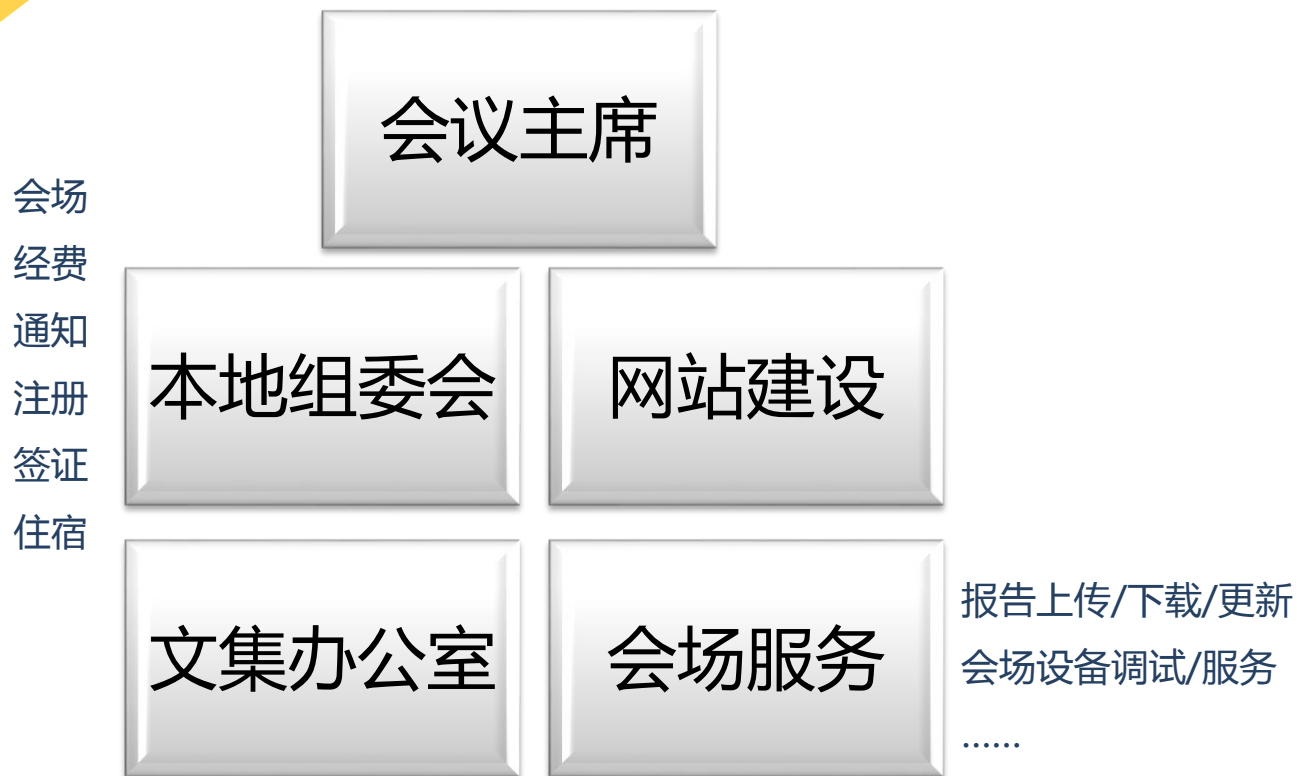 会议主席
会场
经费
通知
注册
签证
住宿
本地组委会
网站建设
文集办公室
会场服务
报告上传/下载/更新
会场设备调试/服务
......